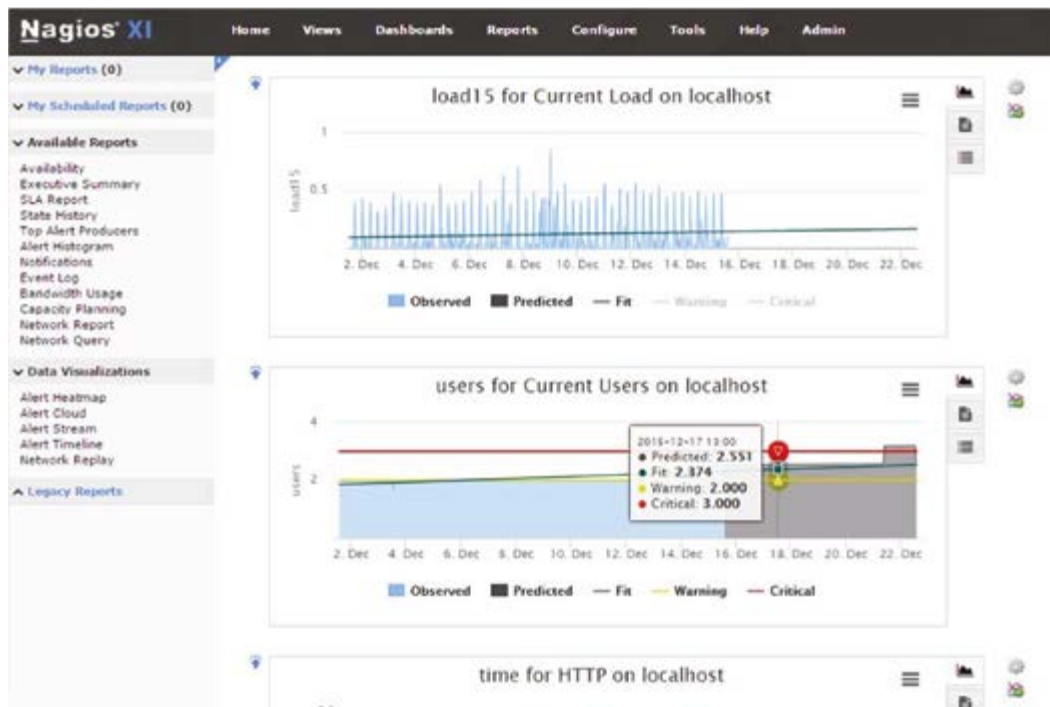 Nagios® XI
Home Views Dashboards Reports Configure Tools Help Admin
My Reports (0)
My Scheduled Reports (0)
Available Reports
Availability
Executive Summary
SLA Report
State History
Top Alert Producers
Alert Histogram
Notifications
Event Log
Bandwidth Usage
Capacity Planning
Network Report
Network Query
Data Visualizations
Alert Heatmap
Alert Cloud
Alert Stream
Alert Timeline
Network Replay
Legacy Reports
load15 for Current Load on localhost
1
load15
0.5
2. Dec 4. Dec 6. Dec 8. Dec 10. Dec 12. Dec 14. Dec 16. Dec 18. Dec 20. Dec 22. Dec
Observed Predicted Fit Warning Critical
users for Current Users on localhost
4
users
2
2015-12-17 13:00
Predicted: 2.551
Fit: 2.374
Warning: 2.000
Critical: 3.000
2. Dec 4. Dec 6. Dec 8. Dec 10. Dec 12. Dec 14. Dec 16. Dec 18. Dec 20. Dec 22. Dec
Observed Predicted Fit Warning Critical
time for HTTP on localhost